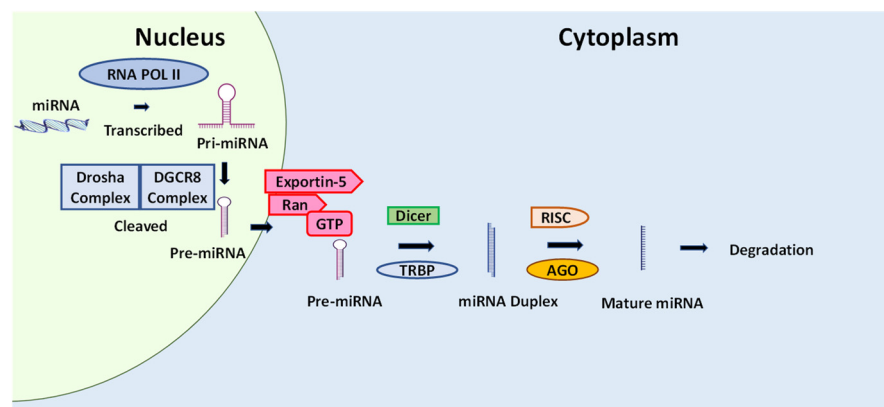 Nucleus
Cytoplasm
RNA POL II
miRNA
Transcribed
Pri-miRNA
Drosha
Complex
DGCR8
Complex
Cleaved
Pre-miRNA
Exportin-5
Ran
GTP
Pre-miRNA
Dicer
TRBP
miRNA Duplex
RISC
AGO
Mature miRNA
Degradation